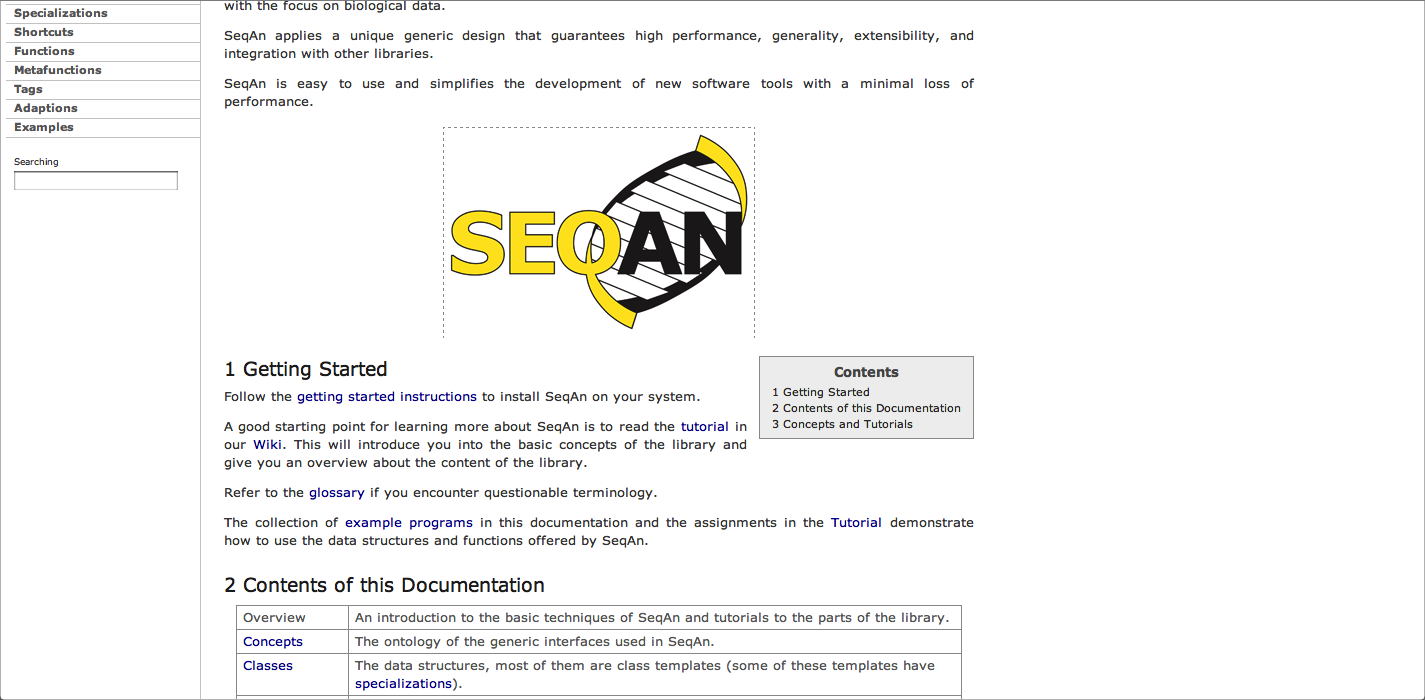 Specializations
Shortcuts
Functions
Metafunctions
Tags
Adaptions
Examples
Searching
with the focus on biological data.
SeqAn applies a unique generic design that guarantees high performance, generality, extensibility, and
integration with other libraries.
SeqAn is easy to use and simplifies the development of new software tools with a minimal loss of
performance.
SEQAN
1 Getting Started
Follow the getting started instructions to install SeqAn on your system.
A good starting point for learning more about SeqAn is to read the tutorial in
our Wiki. This will introduce you into the basic concepts of the library and
give you an overview about the content of the library.
Refer to the glossary if you encounter questionable terminology.
The collection of example programs in this documentation and the assignments in the Tutorial demonstrate
how to use the data structures and functions offered by SeqAn.
Contents
1 Getting Started
2 Contents of this Documentation
3 Concepts and Tutorials
2 Contents of this Documentation
Overview An introduction to the basic techniques of SeqAn and tutorials to the parts of the library.
Concepts The ontology of the generic interfaces used in SeqAn.
Classes The data structures, most of them are class templates (some of these templates have
specializations).